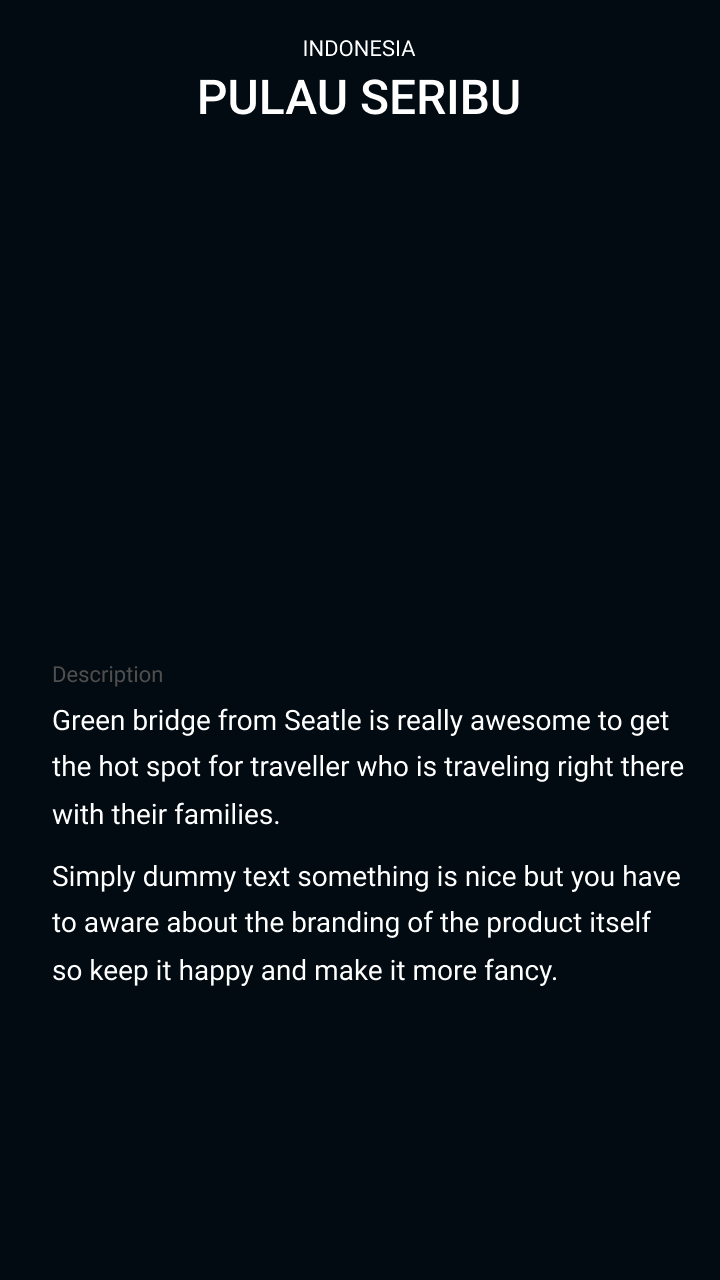 INDONESIA
PULAU SERIBU
Description
Green bridge from Seatle is really awesome to get
the hot spot for traveller who is traveling right there
with their families.
Simply dummy text something is nice but you have
to aware about the branding of the product itself
so keep it happy and make it more fancy.